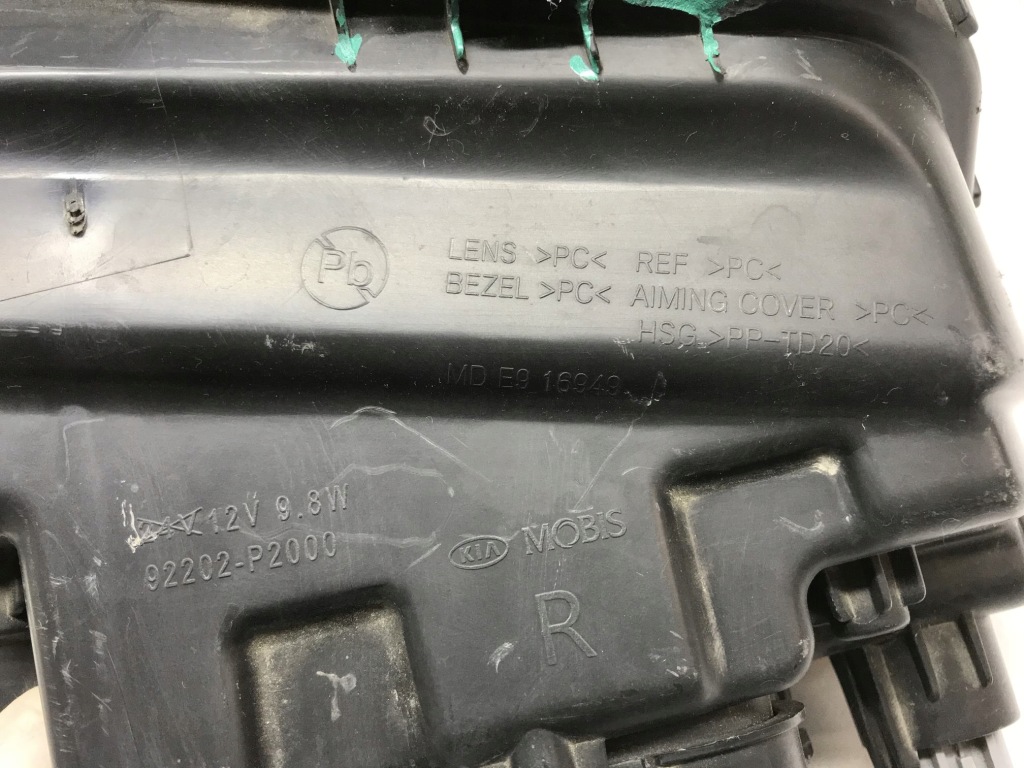 Pb
LENS >PC< REF >PC<
BEZEL >PC< AIMING COVER >PC<
HSG >PP-TD20<
MD E9 16949
12V 9.8W
92202-P2000
KIA MOBIS
R